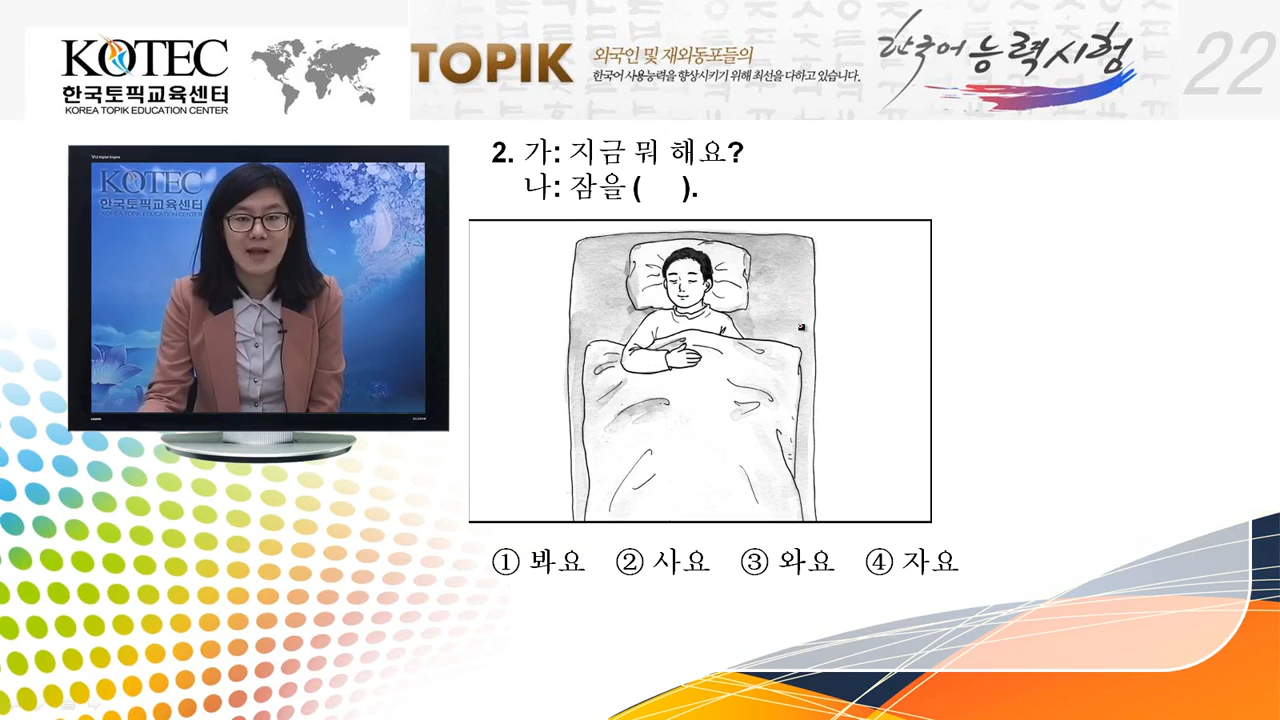 KOTEC
한국토픽교육센터
KOREA TOPIK EDUCATION CENTER
TOPIK
외국인 및 재외동포들의
한국어 사용능력을 향상시키기 위해 최선을 다하고 있습니다.
한국어능력시험
22
KOTEC
한국토픽교육센터
KOREA TOPIK EDUCATION CENTER
2. 가: 지금 뭐 해요?
나: 잠을 ( ).
① 봐요 ② 사요 ③ 와요 ④ 자요